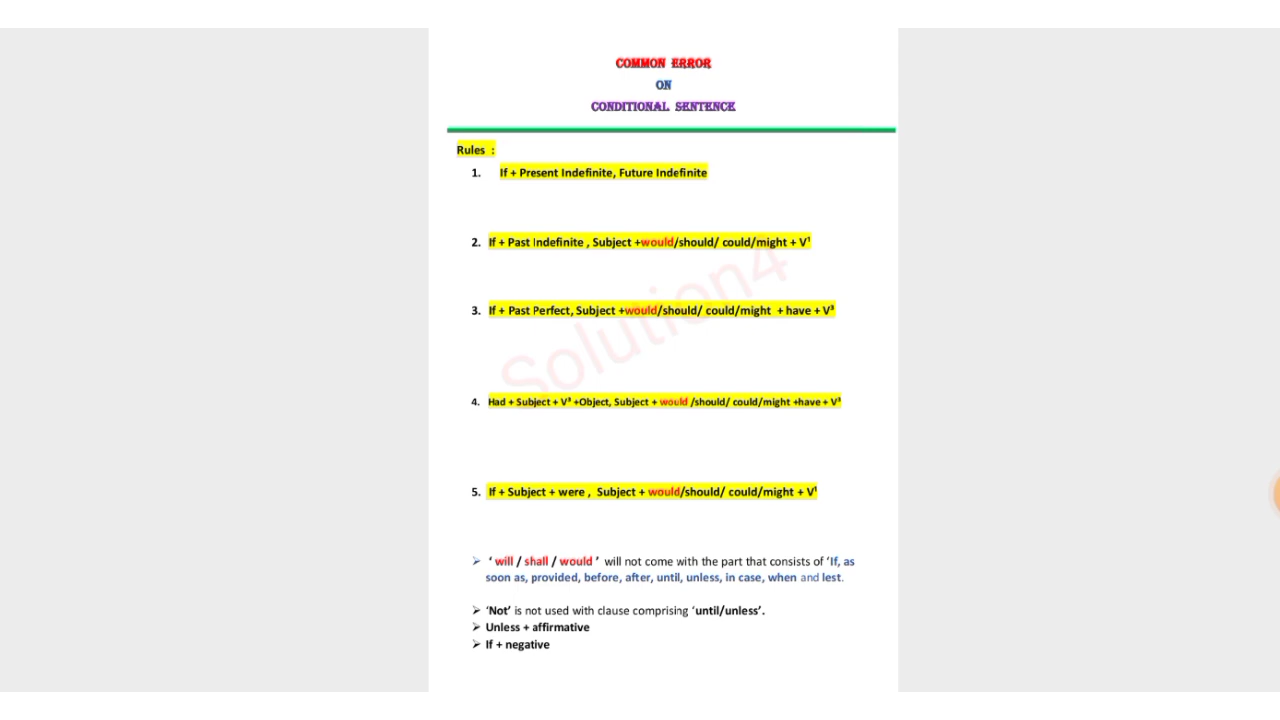 COMMON ERROR
ON
CONDITIONAL SENTENCE
Rules :
1. If + Present Indefinite, Future Indefinite
2. If + Past Indefinite , Subject +would/should/ could/might + V¹
Solution4
3. If + Past Perfect, Subject +would/should/ could/might + have + V³
4. Had + Subject + V³ +Object, Subject + would /should/ could/might +have + V³
5. If + Subject + were , Subject + would/should/ could/might + V¹
➢ ‘ will / shall / would ’ will not come with the part that consists of ‘If, as
soon as, provided, before, after, until, unless, in case, when and lest.
➢ ‘Not’ is not used with clause comprising ‘until/unless’.
➢ Unless + affirmative
➢ If + negative